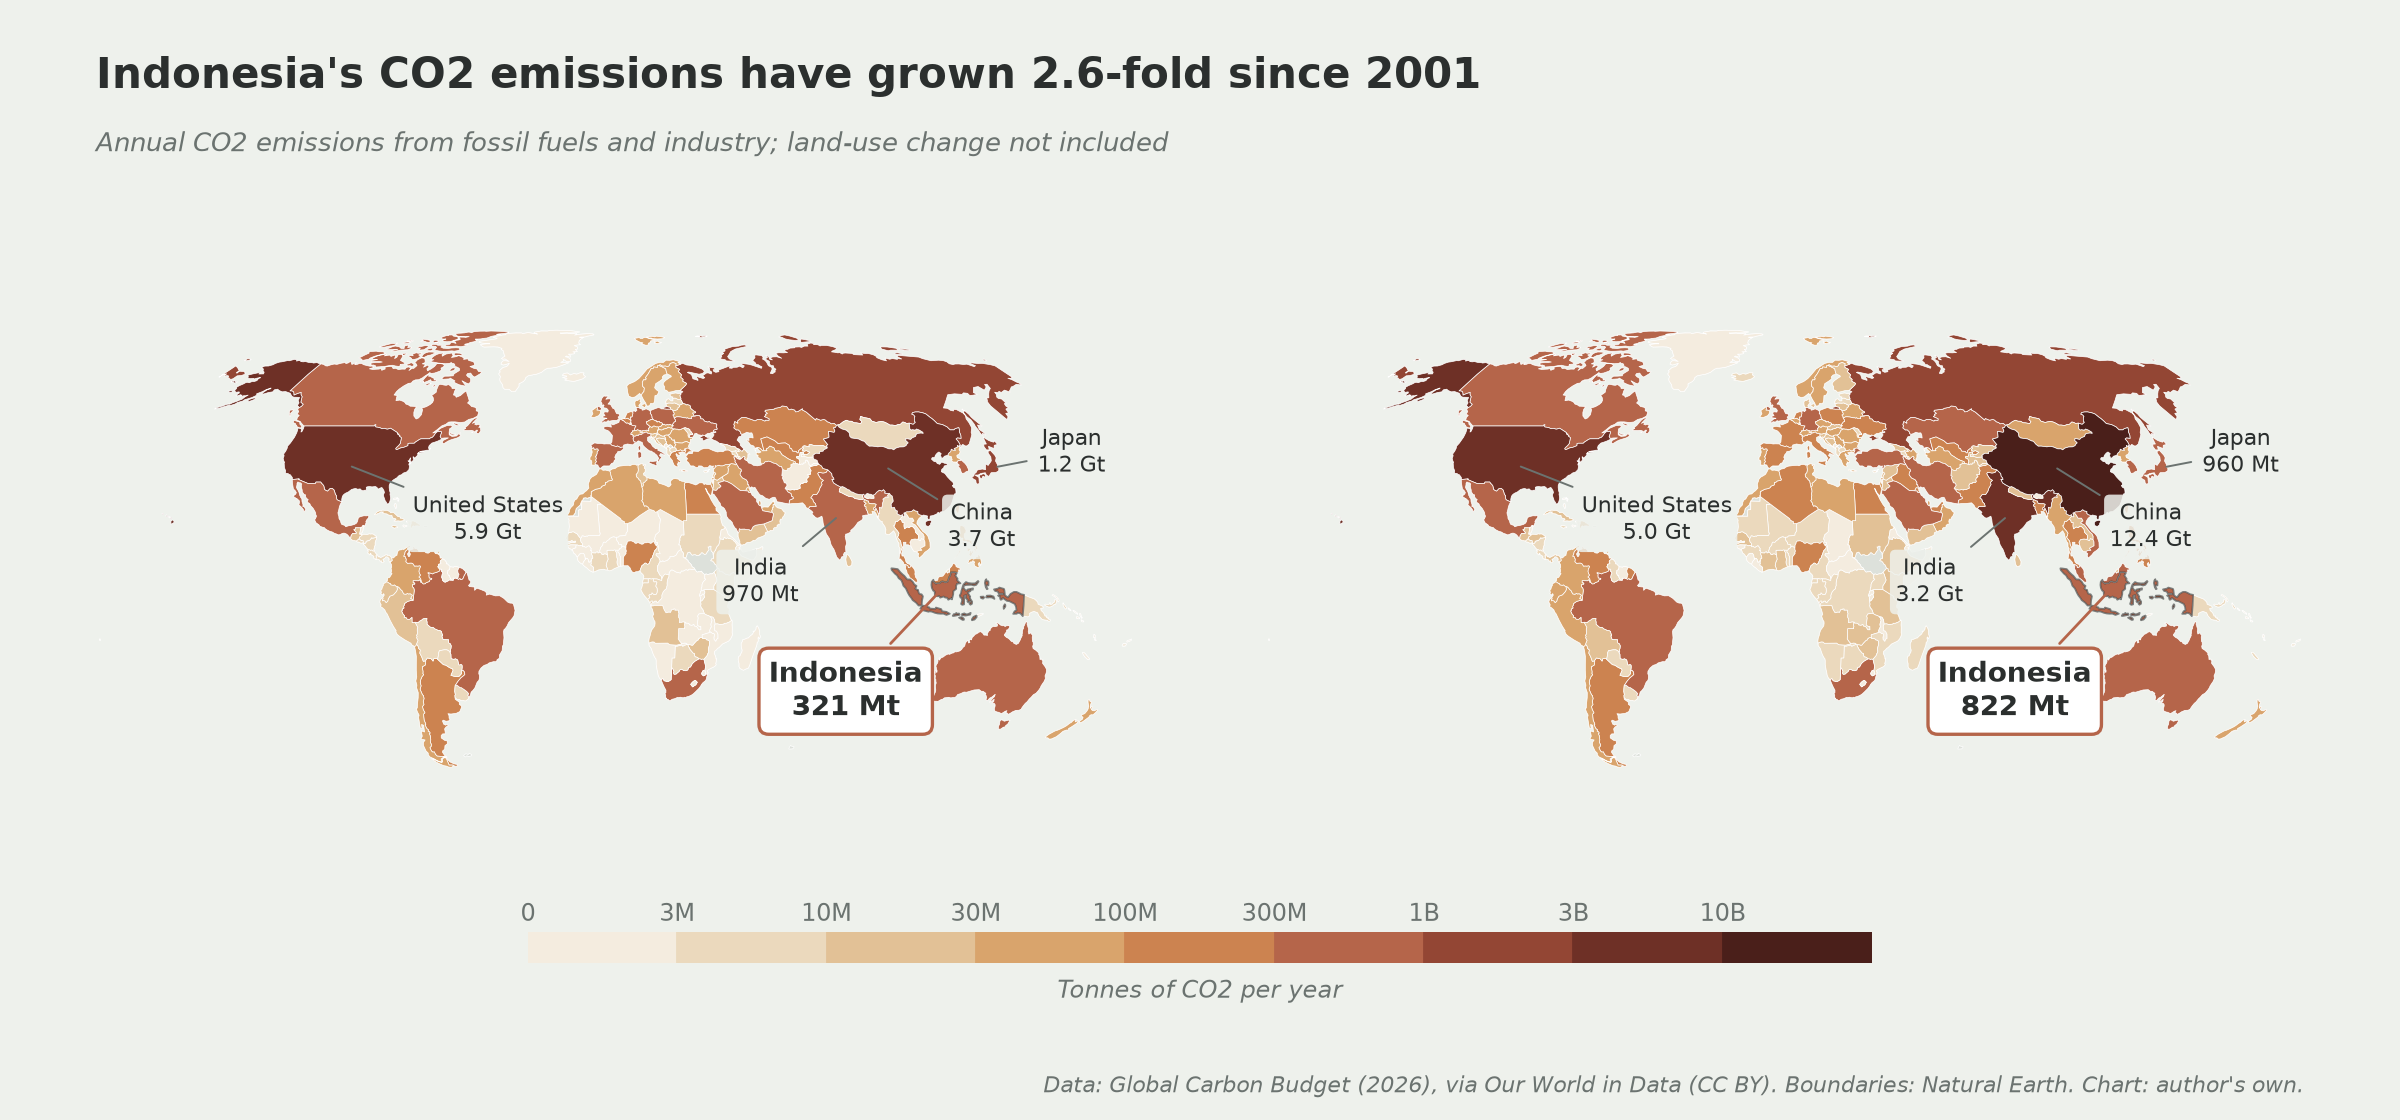 Indonesia's CO2 emissions have grown 2.6-fold since 2001
Annual CO2 emissions from fossil fuels and industry; land-use change not included
Japan
1.2 Gt
United States
5.9 Gt
China
3.7 Gt
India
970 Mt
Indonesia
321 Mt
Japan
960 Mt
United States
5.0 Gt
China
12.4 Gt
India
3.2 Gt
Indonesia
822 Mt
0 3M 10M 30M 100M 300M 1B 3B 10B
Tonnes of CO2 per year
Data: Global Carbon Budget (2026), via Our World in Data (CC BY). Boundaries: Natural Earth. Chart: author's own.